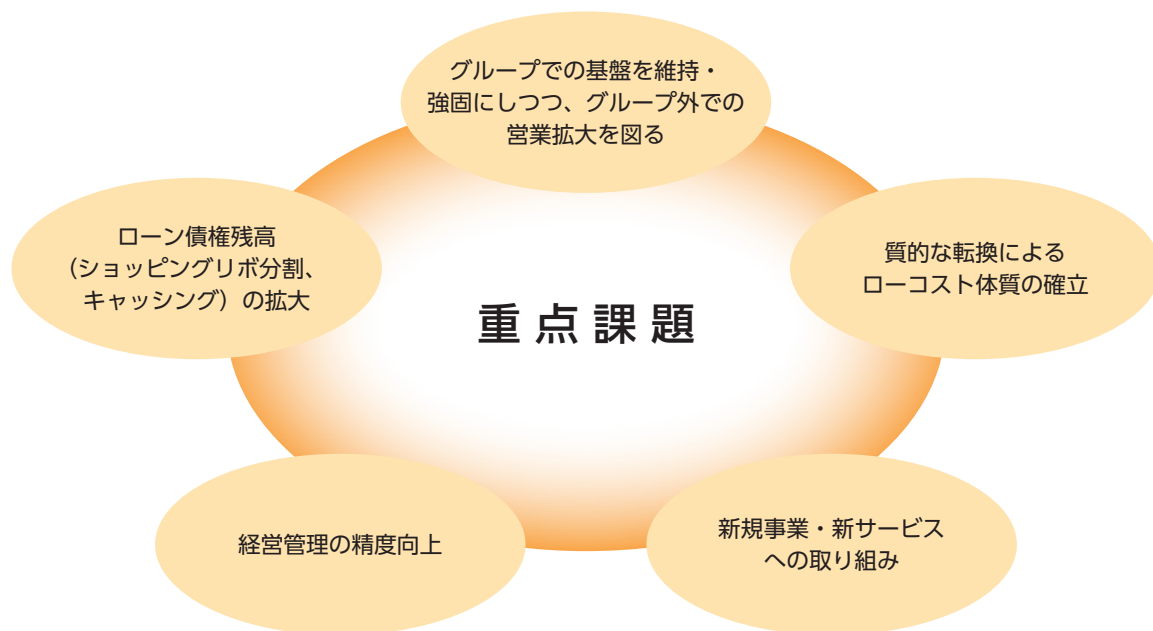 グループでの基盤を維持・
強固にしつつ、グループ外での
営業拡大を図る
ローン債権残高
（ショッピングリボ分割、
キャッシング）の拡大
質的な転換による
ローコスト体質の確立
重点課題
経営管理の精度向上
新規事業・新サービス
への取り組み